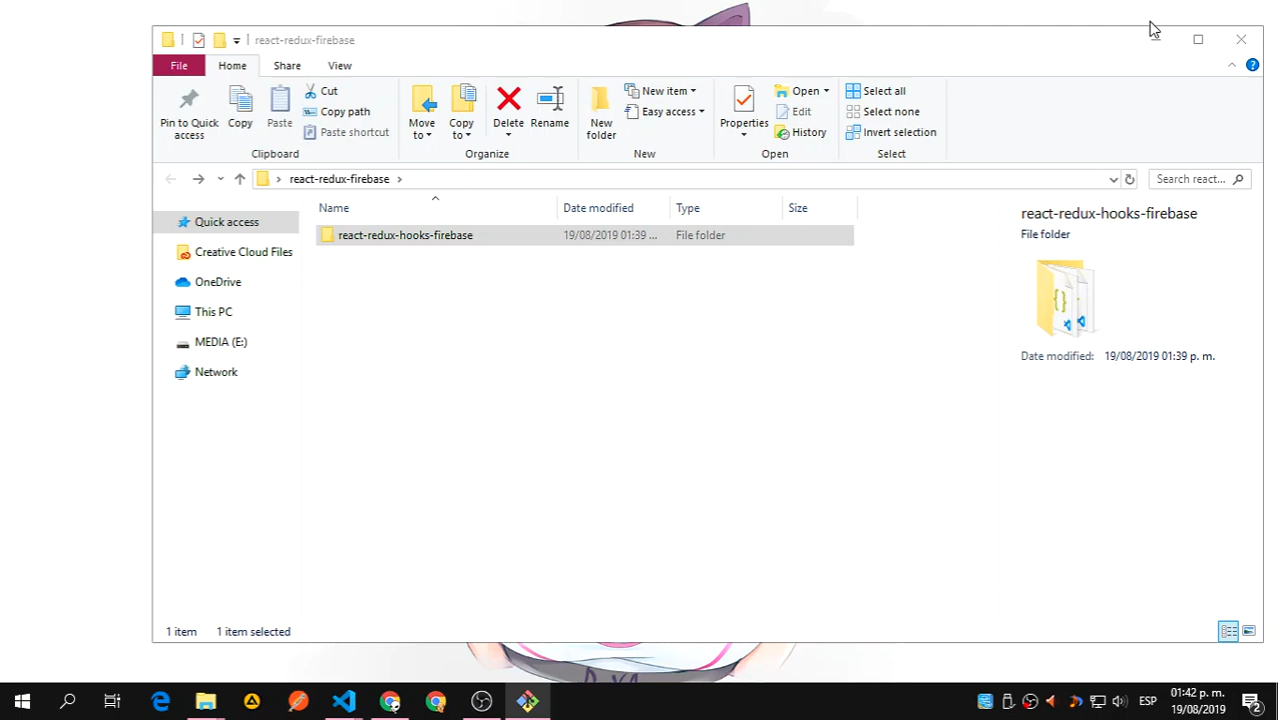 react-redux-firebase
File Home Share View
Pin to Quick access
Copy
Paste
Cut
Copy path
Paste shortcut
Clipboard
Move to
Copy to
Delete
Rename
Organize
New folder
New item
Easy access
New
Properties
Open
Edit
History
Open
Select all
Select none
Invert selection
Select
react-redux-firebase
Search react...
Name Date modified Type Size
react-redux-hooks-firebase 19/08/2019 01:39 ... File folder
Quick access
Creative Cloud Files
OneDrive
This PC
MEDIA (E:)
Network
react-redux-hooks-firebase
File folder
Date modified: 19/08/2019 01:39 p. m.
1 item 1 item selected
ESP
01:42 p. m.
19/08/2019
2